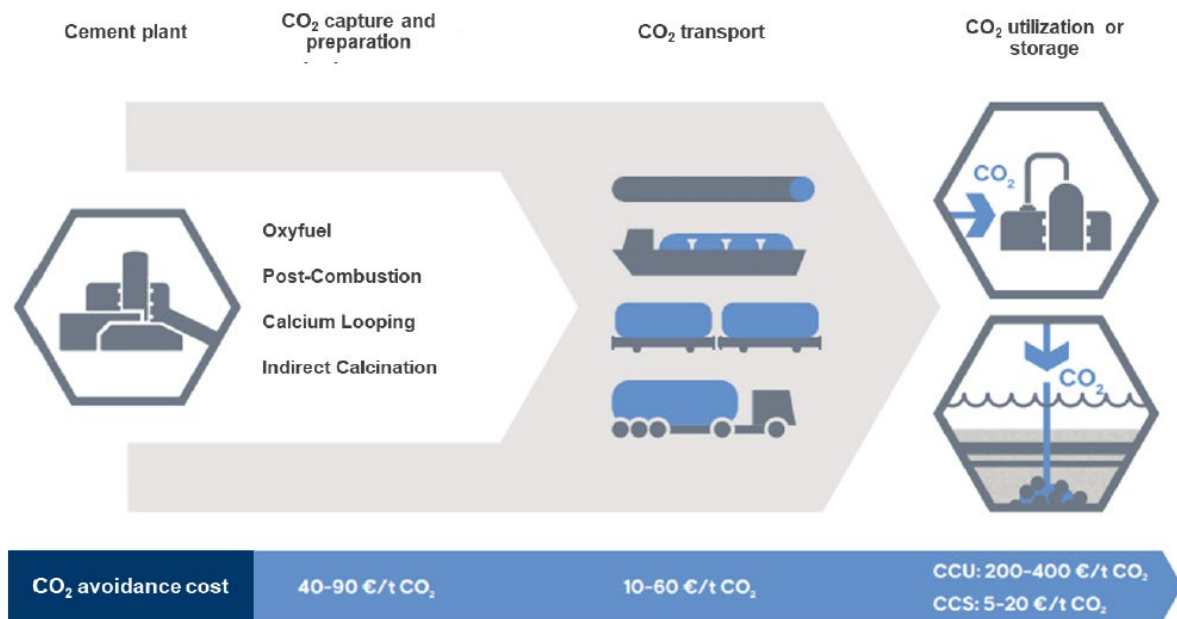 Cement plant
CO₂ capture and
preparation
CO₂ transport
CO₂ utilization or
storage
Oxyfuel
Post-Combustion
Calcium Looping
Indirect Calcination
CO₂
CO₂
CO₂ avoidance cost
40-90 €/t CO₂
10-60 €/t CO₂
CCU: 200-400 €/t CO₂
CCS: 5-20 €/t CO₂